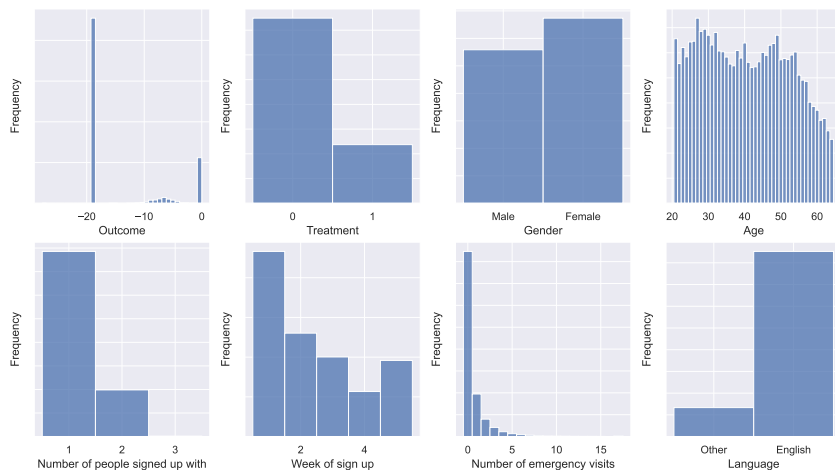 Frequency
−20 −10 0
Outcome
Frequency
0 1
Treatment
Frequency
Male Female
Gender
Frequency
20 30 40 50 60
Age
Frequency
1 2 3
Number of people signed up with
Frequency
2 4
Week of sign up
Frequency
0 5 10 15
Number of emergency visits
Frequency
Other English
Language